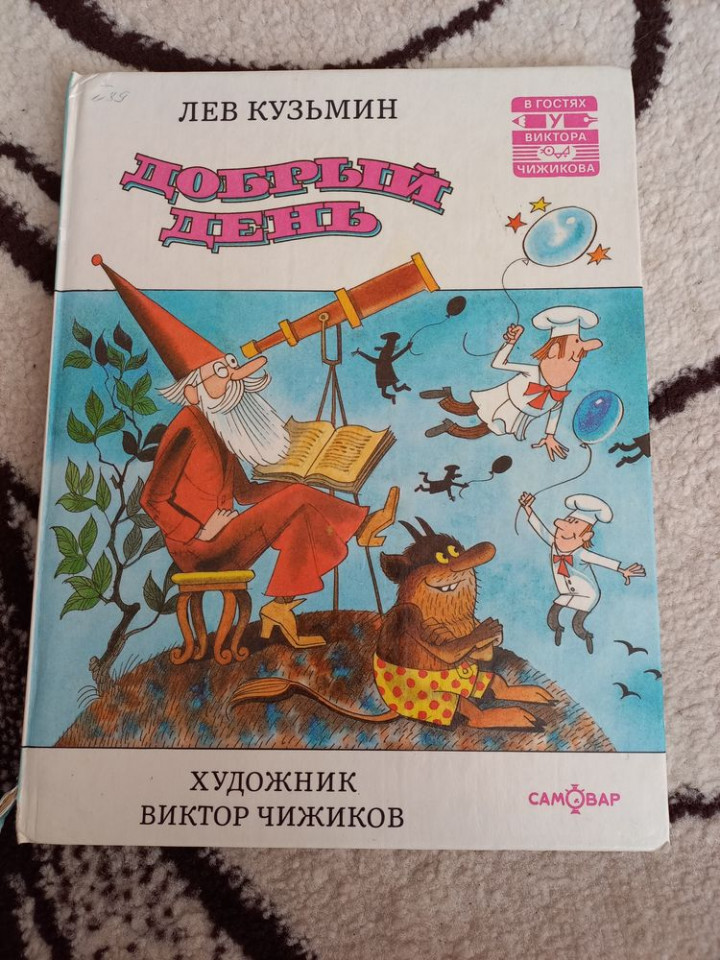 ЛЕВ КУЗЬМИН
ДОБРЫЙ
ДЕНЬ
В ГОСТЯХ
У
ВИКТОРА
ЧИЖИКОВА
ХУДОЖНИК
ВИКТОР ЧИЖИКОВ
САМОВАР